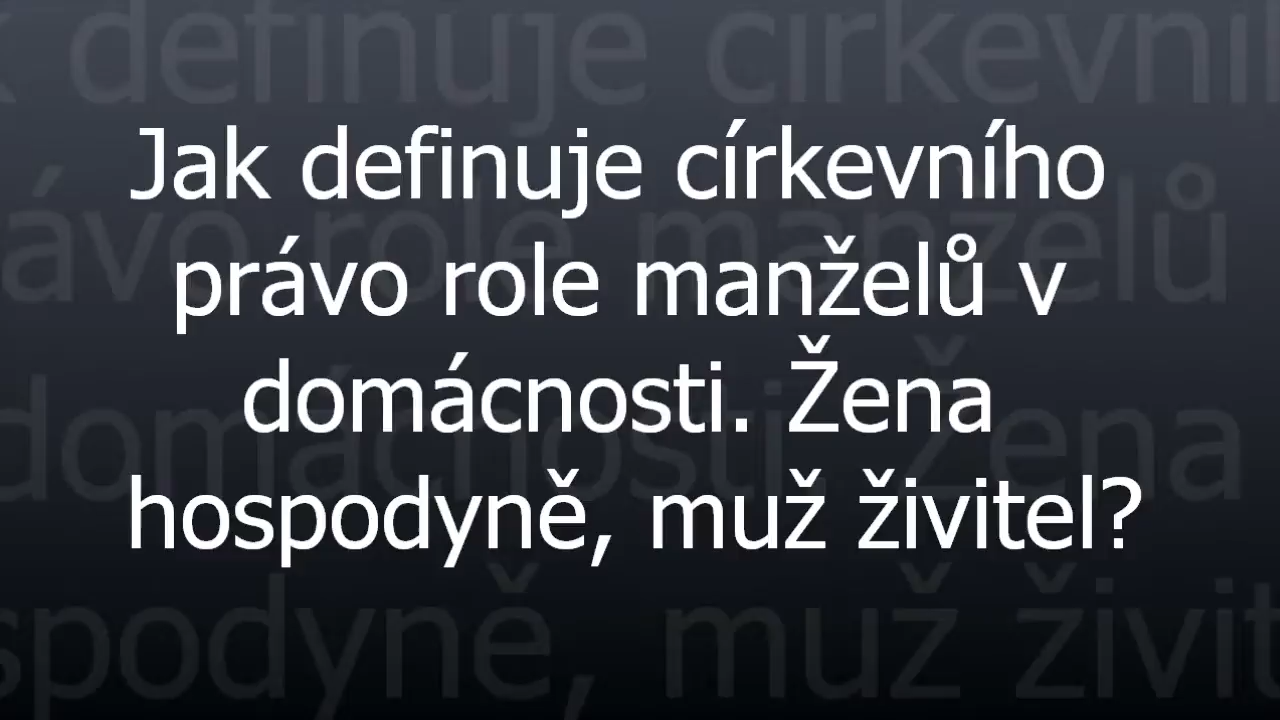 Jak definuje církevního
právo role manželů v
domácnosti. Žena
hospodyně, muž živitel?